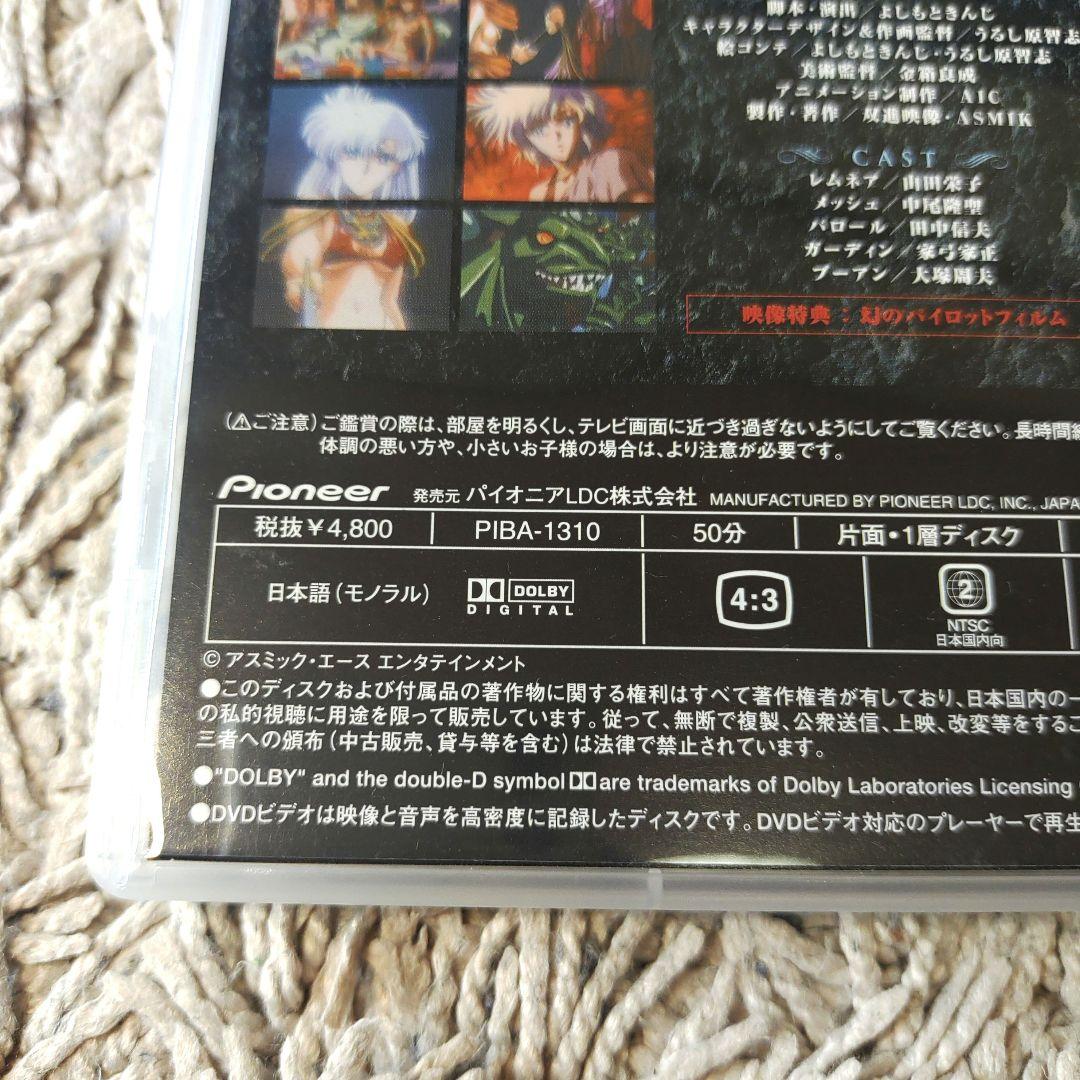 脚本・演出/よしもときんじ
キャラクターデザイン&作画監督/うるし原智志
絵コンテ/よしもときんじ・うるし原智志
美術監督/金箱良成
アニメーション制作/AIC
製作・著作/双進映像・ASMIK
CAST
レムネア/山田栄子
メッシュ/中尾隆聖
バロール/田中信夫
ガーディン/家弓家正
ブーアン/大塚周夫
映像特典:幻のパイロットフィルム
(⚠ご注意)ご鑑賞の際は、部屋を明るくし、テレビ画面に近づき過ぎないようにしてご覧ください。長時間
体調の悪い方や、小さいお子様の場合は、より注意が必要です。
Pioneer 発売元 パイオニアLDC株式会社 MANUFACTURED BY PIONEER LDC, INC., JAPA
税抜¥4,800 PIBA-1310 50分 片面・1層ディスク
日本語(モノラル) DOLBY DIGITAL 4:3 2 NTSC 日本国内向
© アスミック・エース エンタテインメント
●このディスクおよび付属品の著作物に関する権利はすべて著作権者が有しており、日本国内の一
の私的視聴に用途を限って販売しています。従って、無断で複製、公衆送信、上映、改変等をするこ
三者への頒布(中古販売、貸与等を含む)は法律で禁止されています。
●"DOLBY" and the double-D symbol are trademarks of Dolby Laboratories Licensing
●DVDビデオは映像と音声を高密度に記録したディスクです。DVDビデオ対応のプレーヤーで再生